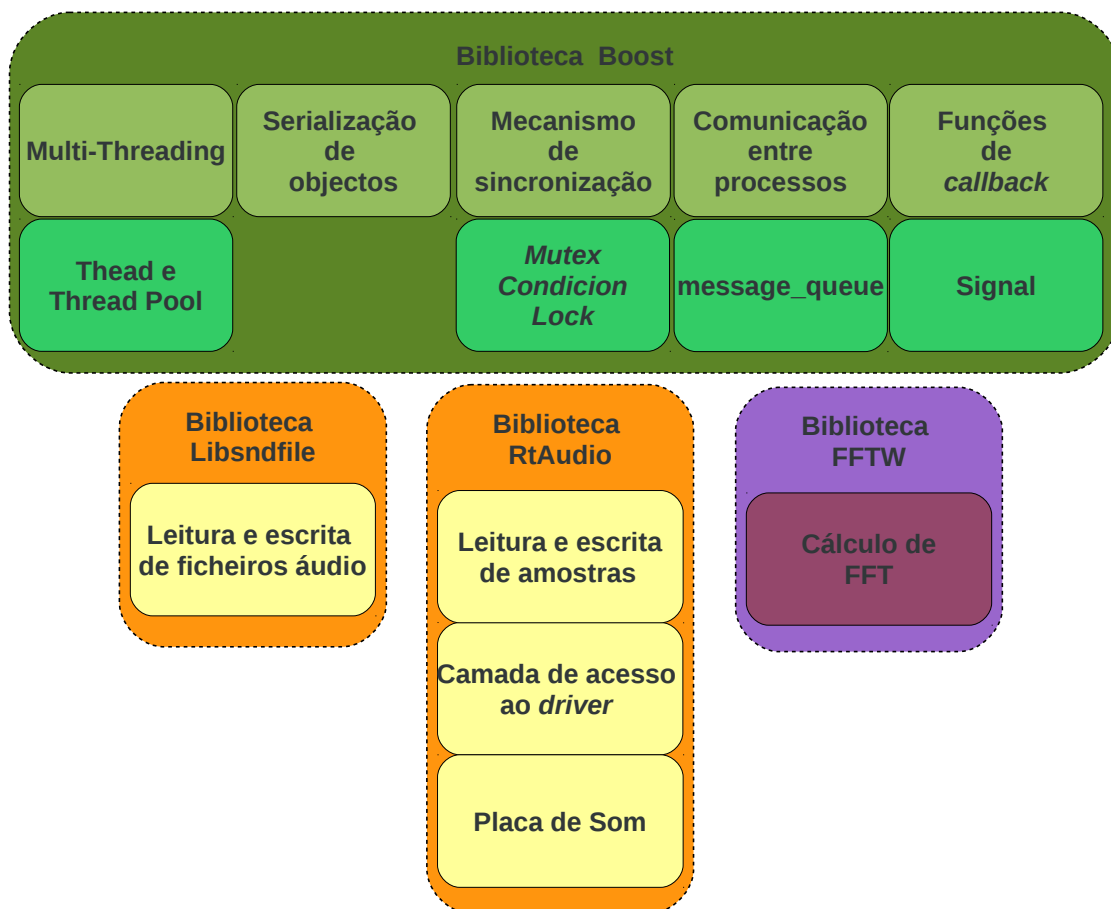 Biblioteca Boost
Multi-Threading
Serialização
de
objectos
Mecanismo
de
sincronização
Comunicação
entre
processos
Funções
de
callback
Thead e
Thread Pool
Mutex
Condicion
Lock
message_queue
Signal
Biblioteca
Libsndfile
Leitura e escrita
de ficheiros áudio
Biblioteca
RtAudio
Leitura e escrita
de amostras
Camada de acesso
ao driver
Placa de Som
Biblioteca
FFTW
Cálculo de
FFT